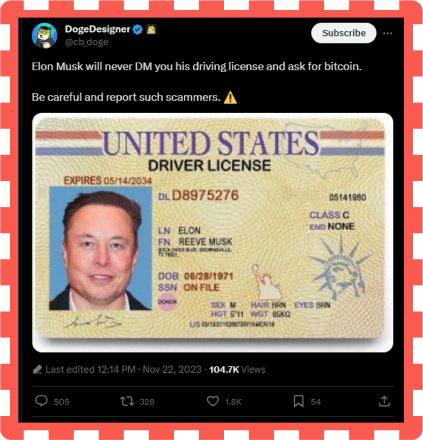 DogeDesigner
@cb_doge
Subscribe
Elon Musk will never DM you his driving license and ask for bitcoin.
Be careful and report such scammers. ⚠️
UNITED STATES
DRIVER LICENSE
EXPIRES 05/14/2034
DL D8975276
05141980
CLASS C
END NONE
LN ELON
FN REEVE MUSK
DOB: 06/28/1971
SSN ON FILE
DONOR
SEX M HAIR BRN EYES BRN
HGT 5'11 WGT 65KG
Last edited 12:14 PM · Nov 22, 2023 · 104.7K Views
505
328
1.8K
54